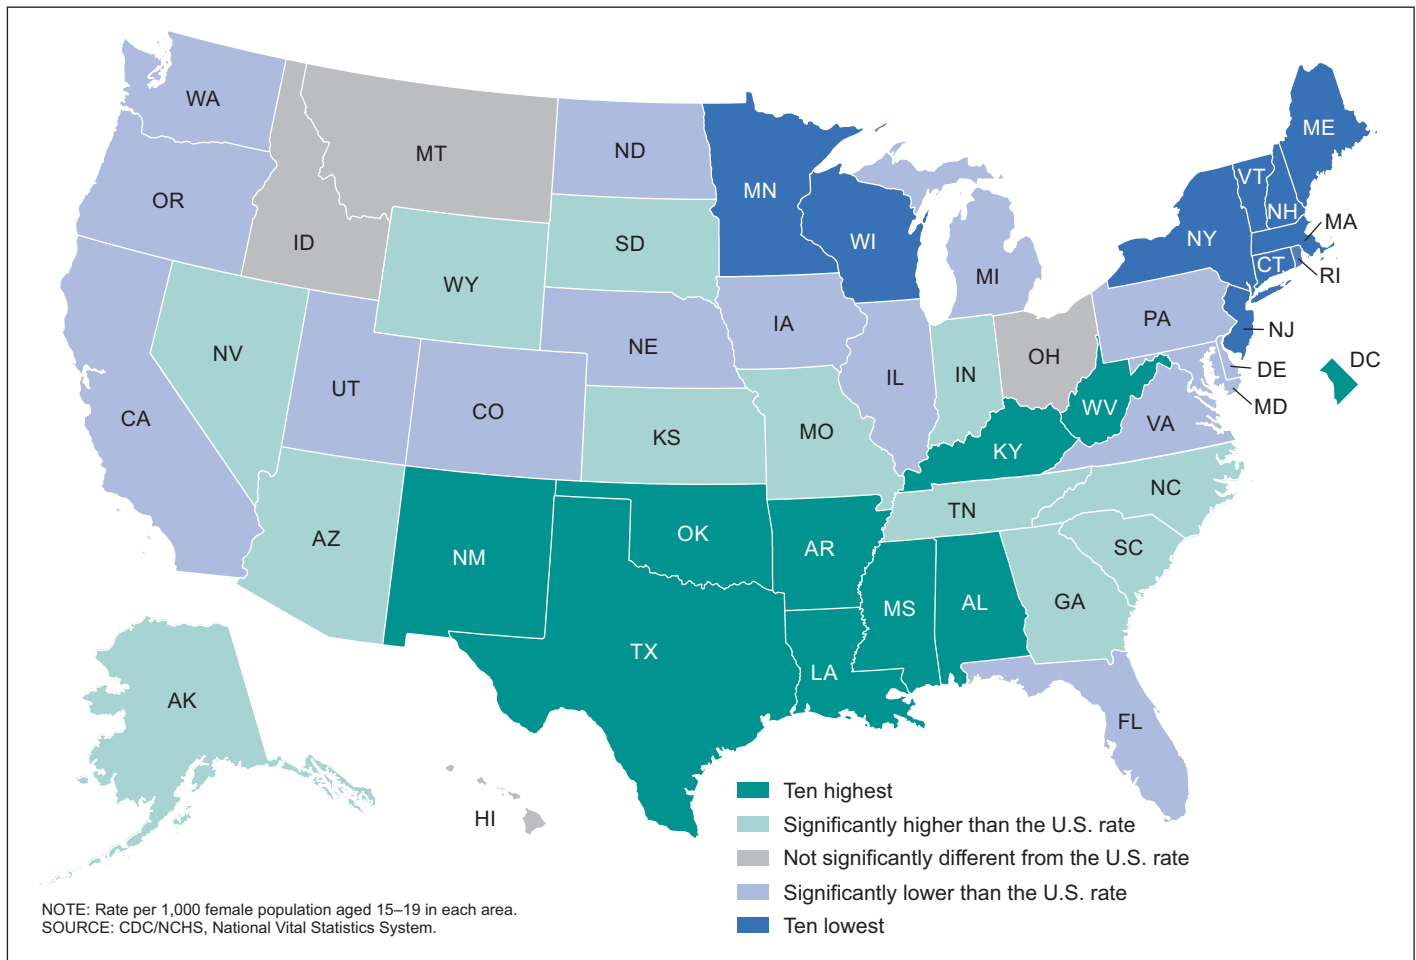 WA
MT
ND
MN
ME
VT
NH
OR
ID
SD
WI
NY
MA
CT
RI
WY
MI
PA
NJ
NV
NE
IA
OH
DE
DC
UT
CO
IL
IN
WV
MD
CA
KS
MO
KY
VA
AZ
NM
OK
AR
TN
NC
SC
TX
MS
AL
GA
LA
AK
FL
HI
Ten highest
Significantly higher than the U.S. rate
Not significantly different from the U.S. rate
Significantly lower than the U.S. rate
Ten lowest
NOTE: Rate per 1,000 female population aged 15–19 in each area.
SOURCE: CDC/NCHS, National Vital Statistics System.